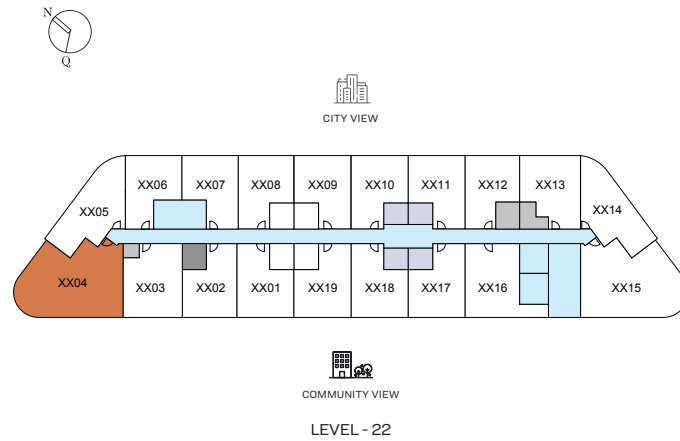 N
Q
CITY VIEW
XX06 XX07 XX08 XX09 XX10 XX11 XX12 XX13
XX05 XX14
XX04 XX03 XX02 XX01 XX19 XX18 XX17 XX16 XX15
COMMUNITY VIEW
LEVEL - 22